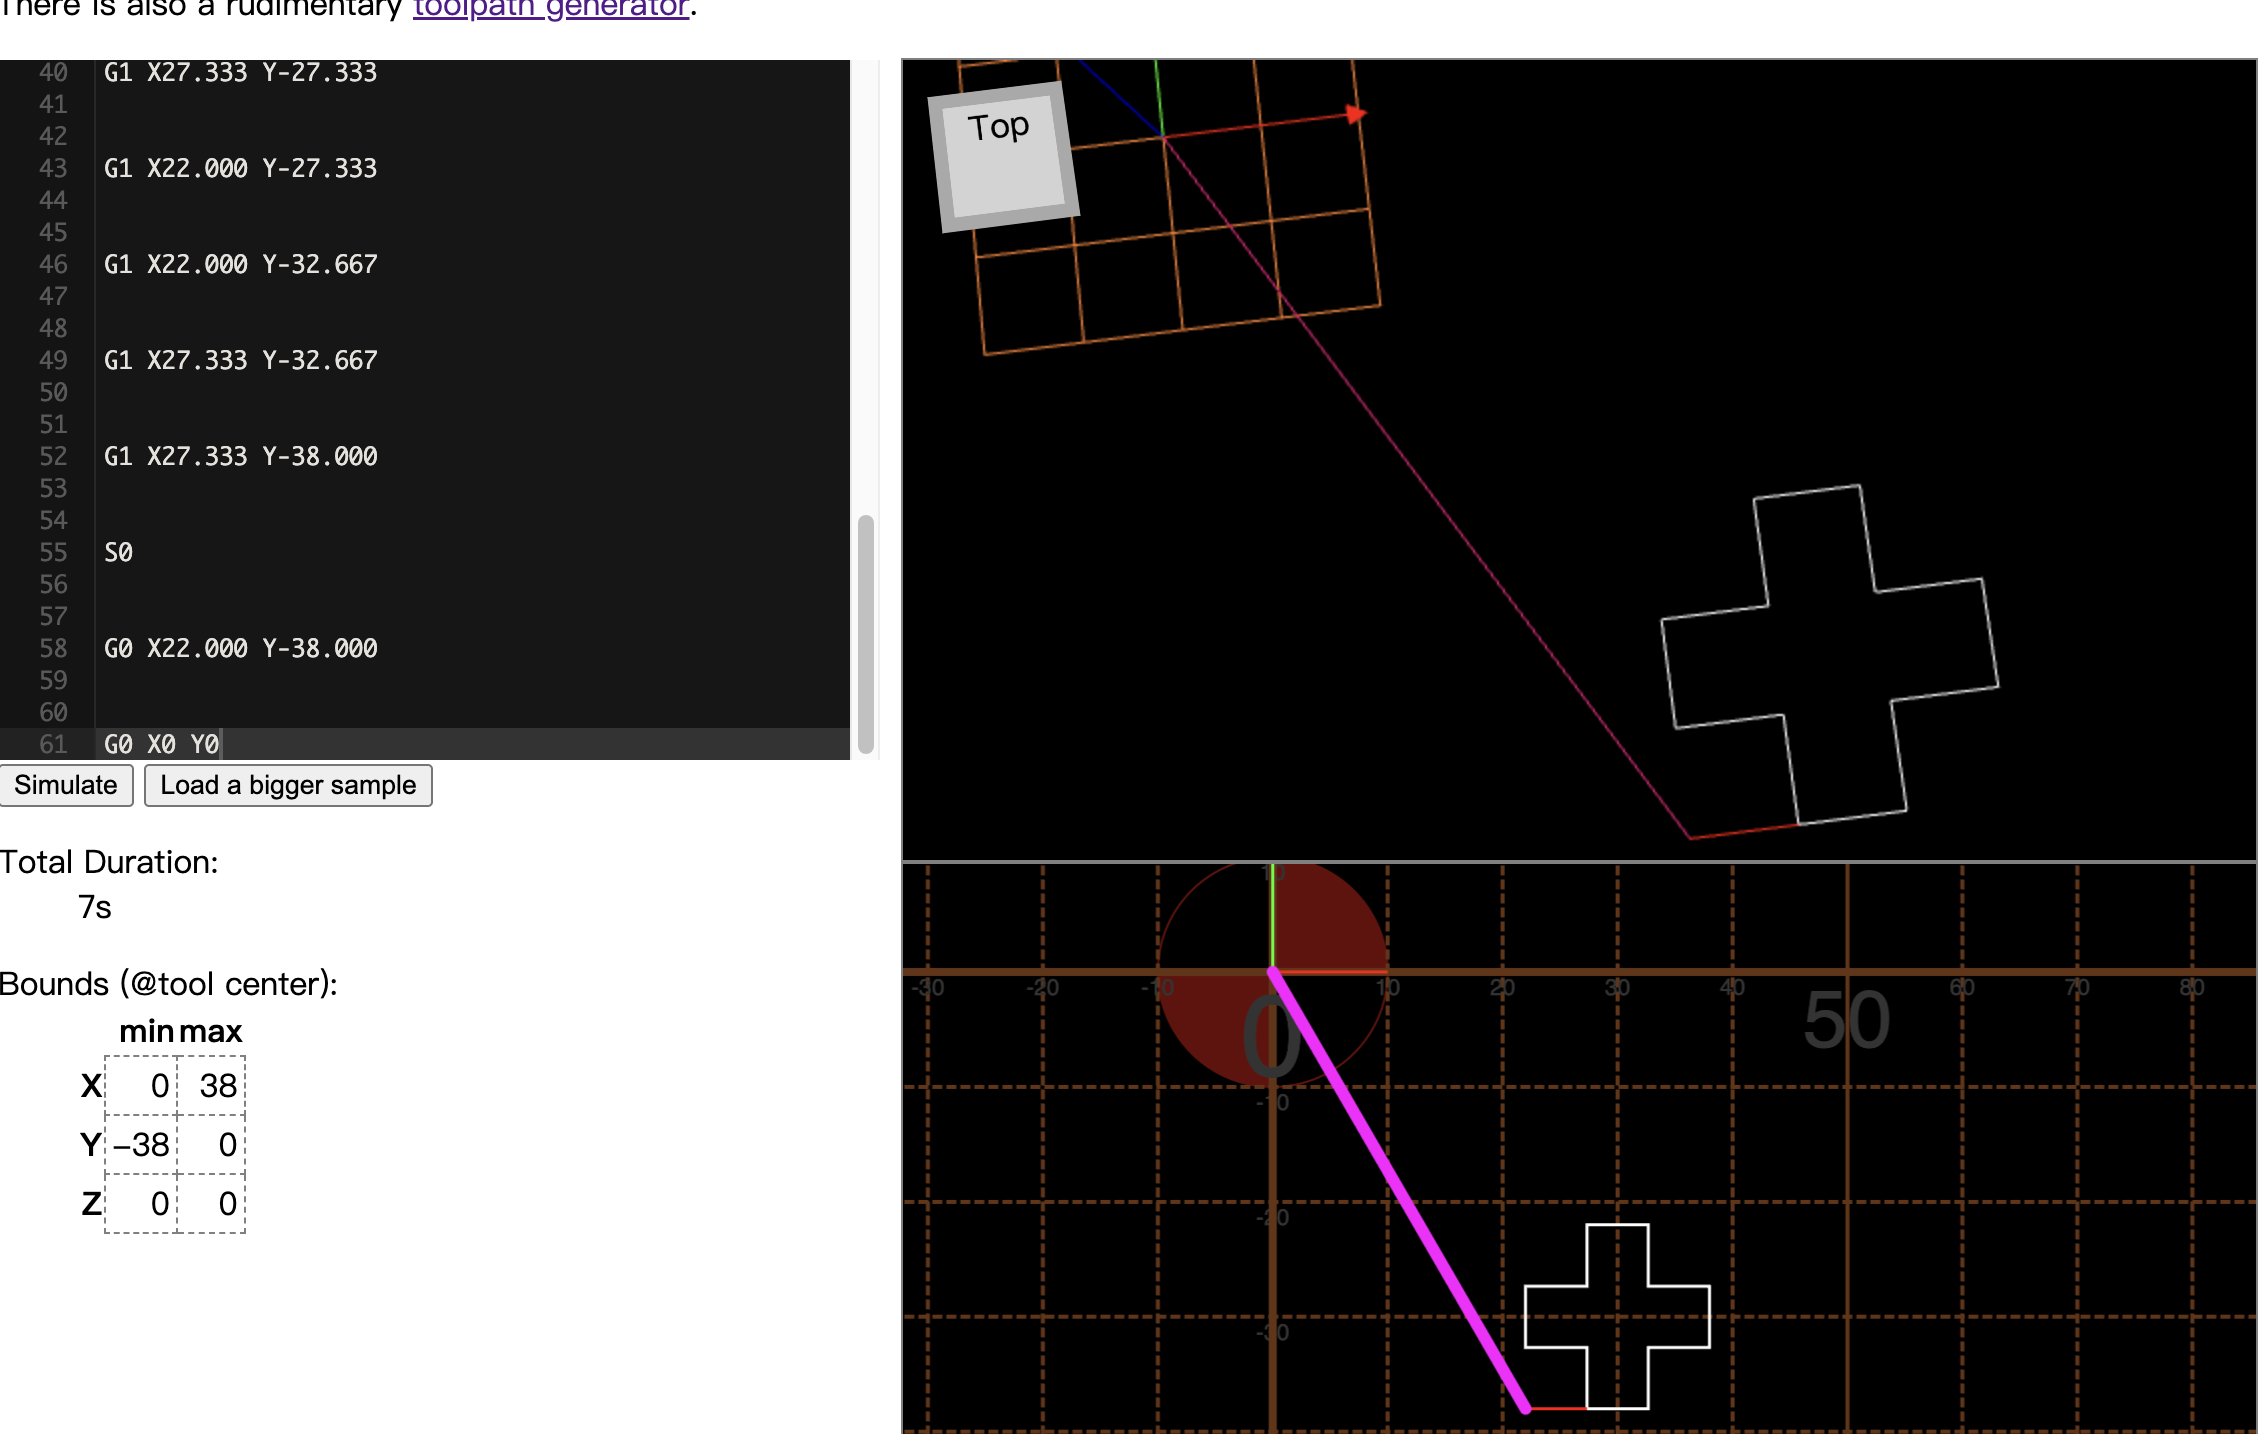 There is also a rudimentary toolpath generator.
40 G1 X27.333 Y-27.333
41
42
43 G1 X22.000 Y-27.333
44
45
46 G1 X22.000 Y-32.667
47
48
49 G1 X27.333 Y-32.667
50
51
52 G1 X27.333 Y-38.000
53
54
55 S0
56
57
58 G0 X22.000 Y-38.000
59
60
61 G0 X0 Y0
Simulate Load a bigger sample
Total Duration:
7s
Bounds (@tool center):
min max
X 0 38
Y −38 0
Z 0 0
Top
10
-30 -20 -10 10 20 30 40 60 70 80
0 50
-10
-20
-30